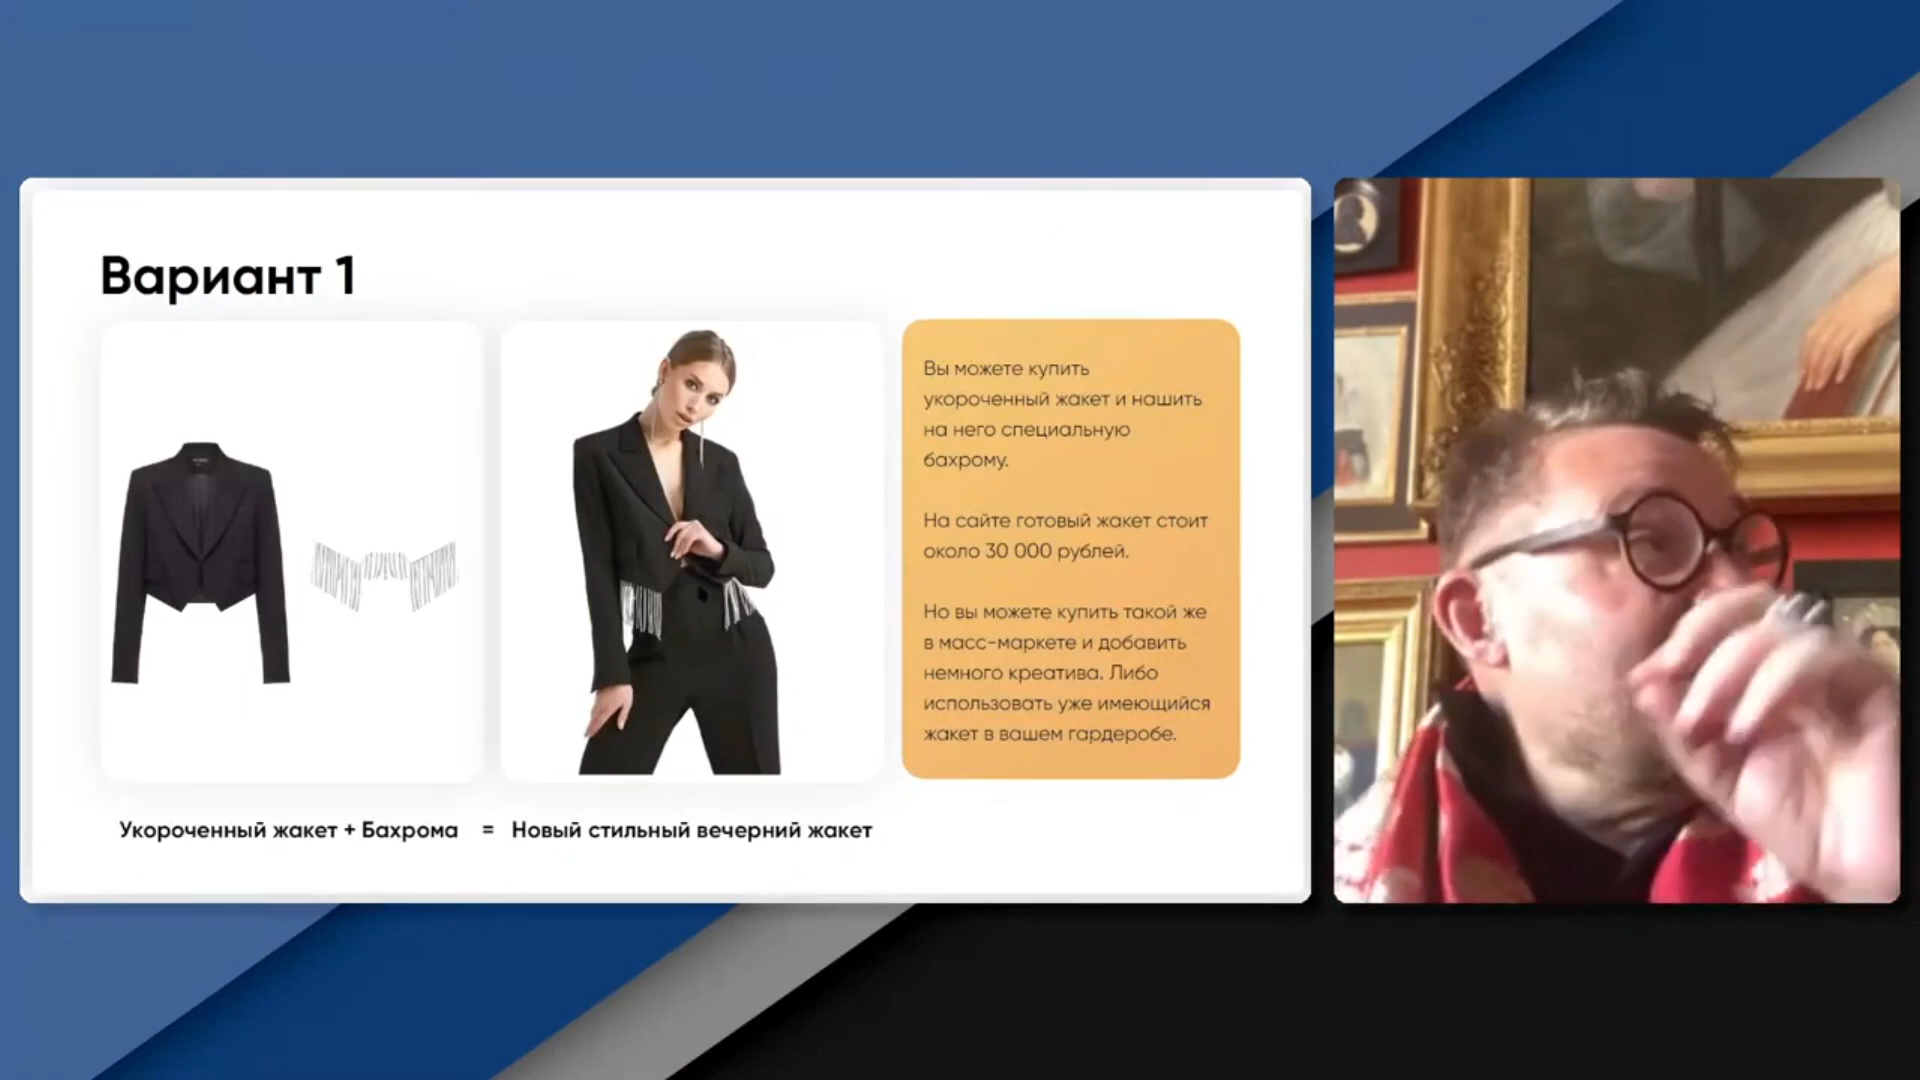 Вариант 1
Вы можете купить
укороченный жакет и нашить
на него специальную
бахрому.
На сайте готовый жакет стоит
около 30 000 рублей.
Но вы можете купить такой же
в масс-маркете и добавить
немного креатива. Либо
использовать уже имеющийся
жакет в вашем гардеробе.
Укороченный жакет + Бахрома = Новый стильный вечерний жакет